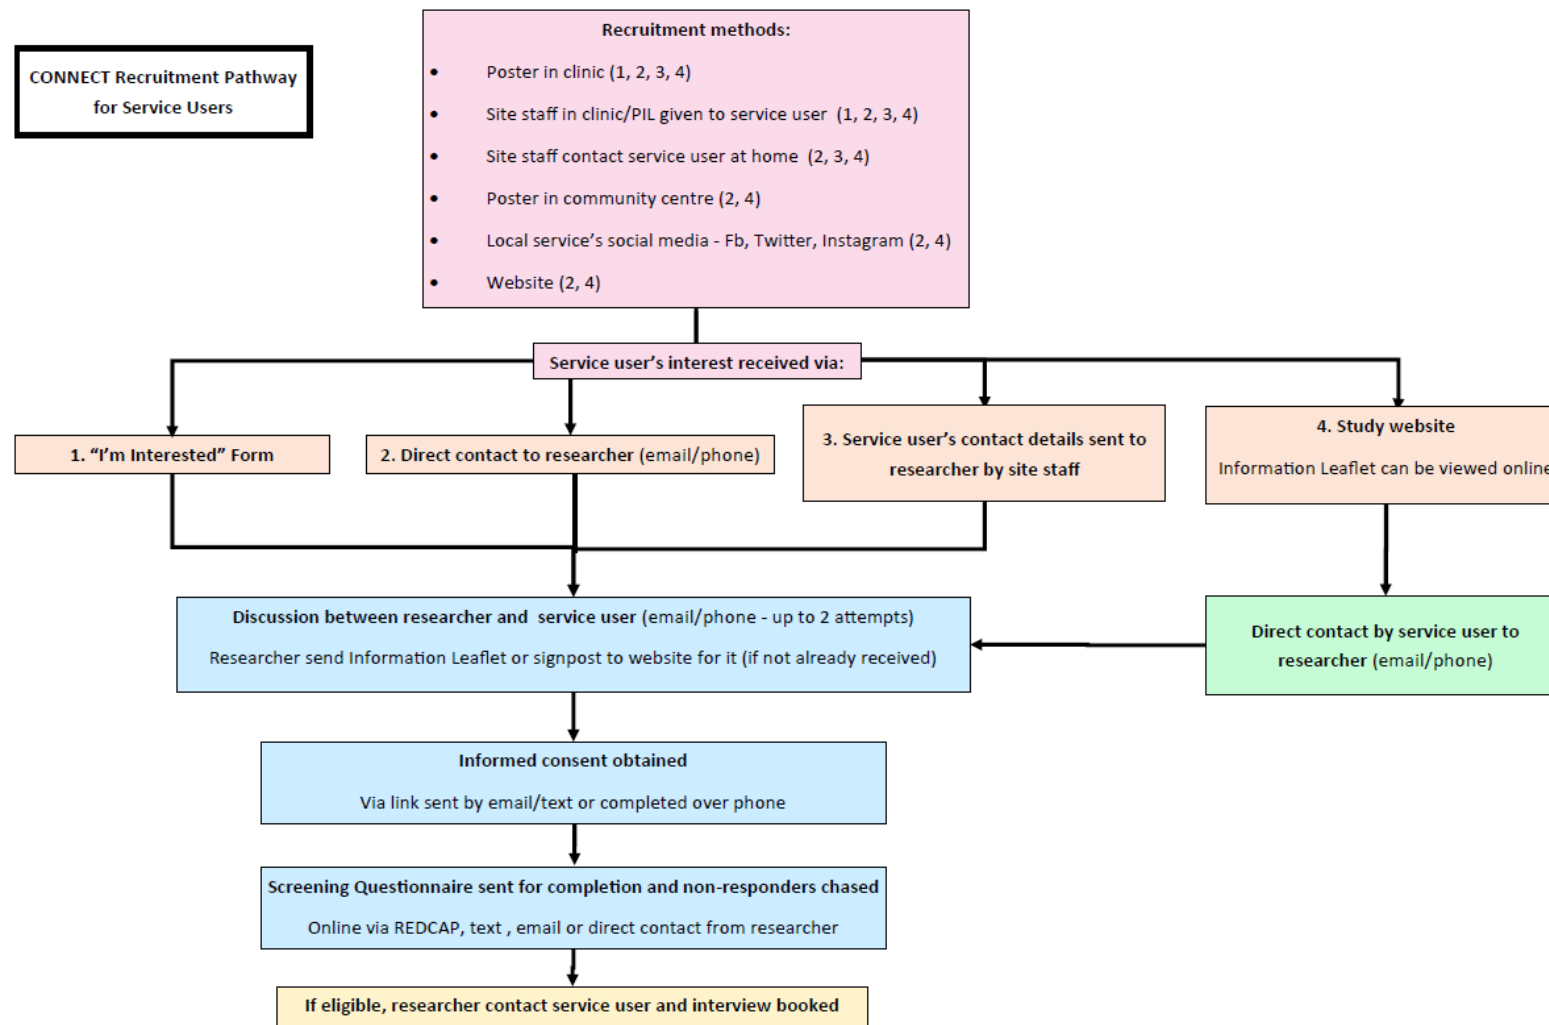 CONNECT Recruitment Pathway
for Service Users
Recruitment methods:
• Poster in clinic (1, 2, 3, 4)
• Site staff in clinic/PIL given to service user (1, 2, 3, 4)
• Site staff contact service user at home (2, 3, 4)
• Poster in community centre (2, 4)
• Local service's social media - Fb, Twitter, Instagram (2, 4)
• Website (2, 4)
Service user's interest received via:
1. "I'm Interested" Form
2. Direct contact to researcher (email/phone)
3. Service user's contact details sent to
researcher by site staff
4. Study website
Information Leaflet can be viewed online
Discussion between researcher and service user (email/phone - up to 2 attempts)
Researcher send Information Leaflet or signpost to website for it (if not already received)
Direct contact by service user to
researcher (email/phone)
Informed consent obtained
Via link sent by email/text or completed over phone
Screening Questionnaire sent for completion and non-responders chased
Online via REDCAP, text , email or direct contact from researcher
If eligible, researcher contact service user and interview booked